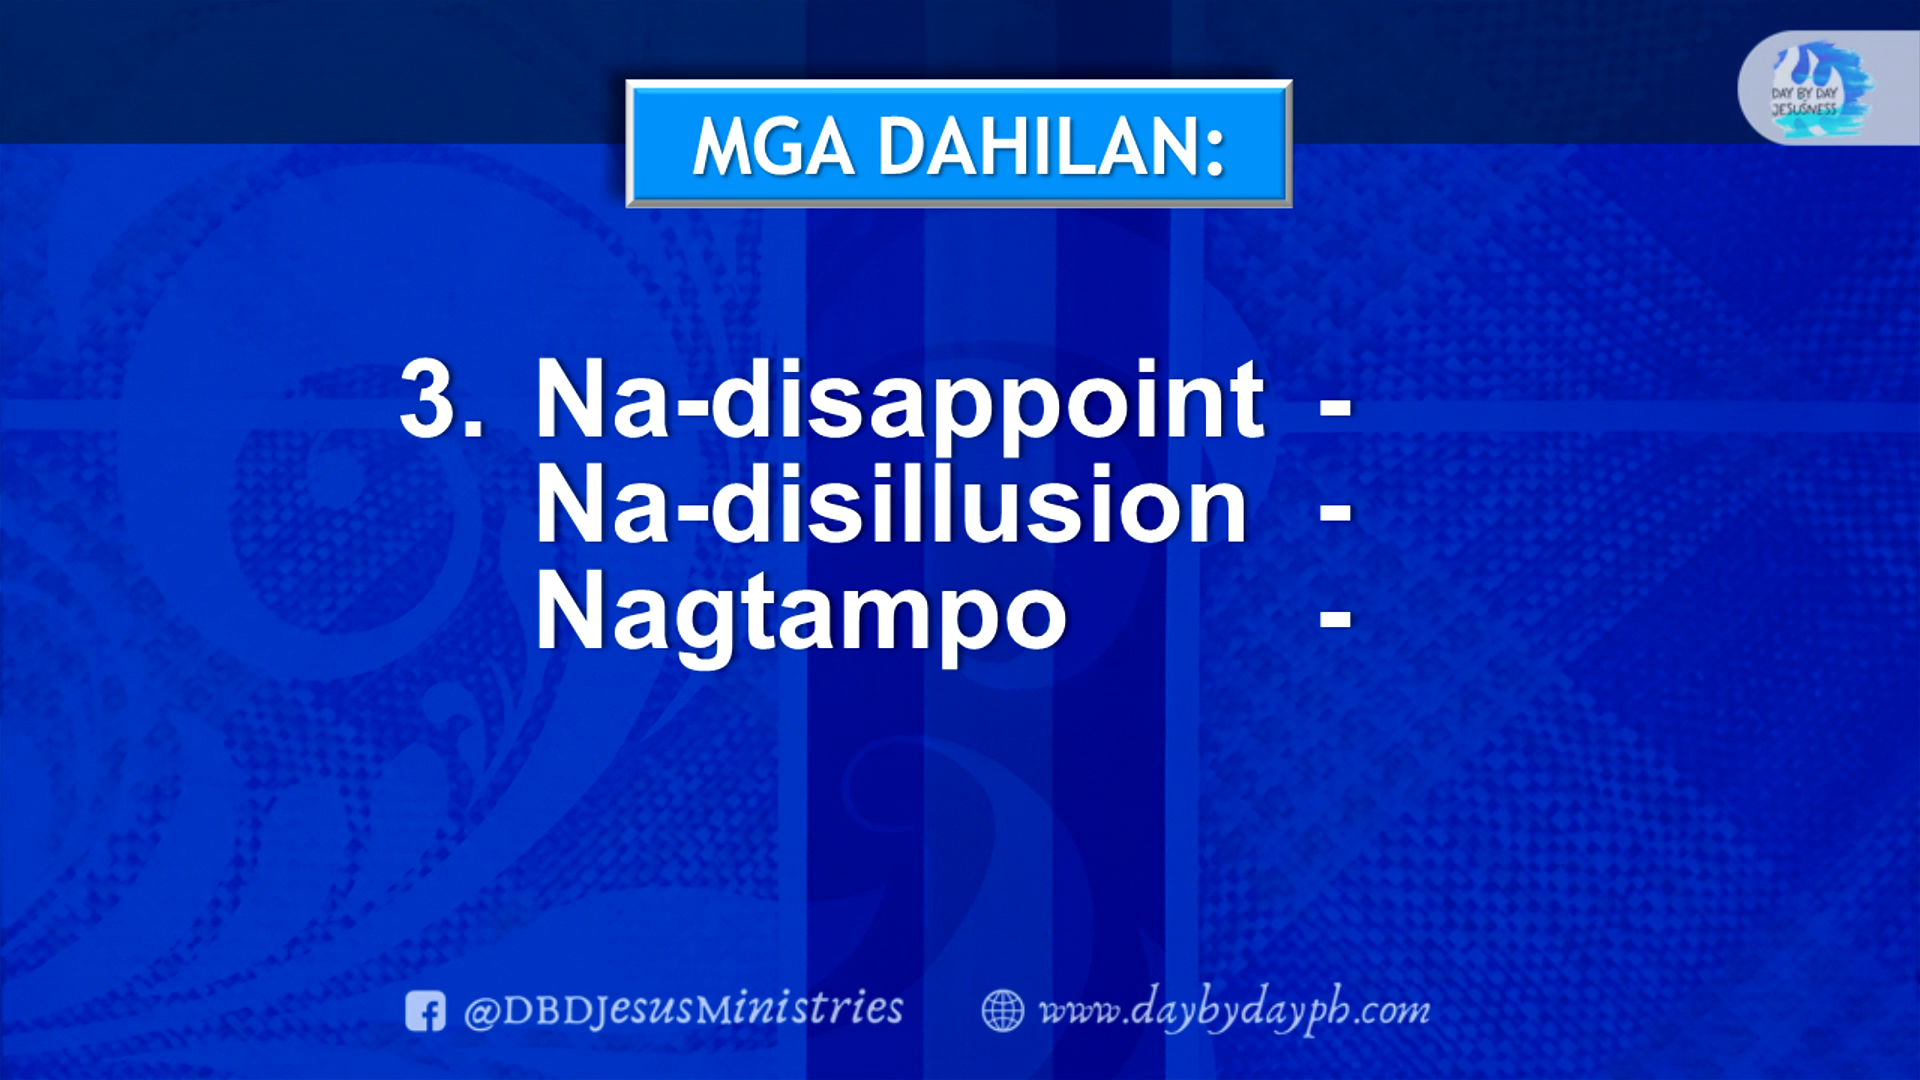 DAY BY DAY
JESUSNESS
MGA DAHILAN:
3. Na-disappoint -
Na-disillusion -
Nagtampo -
@DBDJesusMinistries www.daybydayph.com